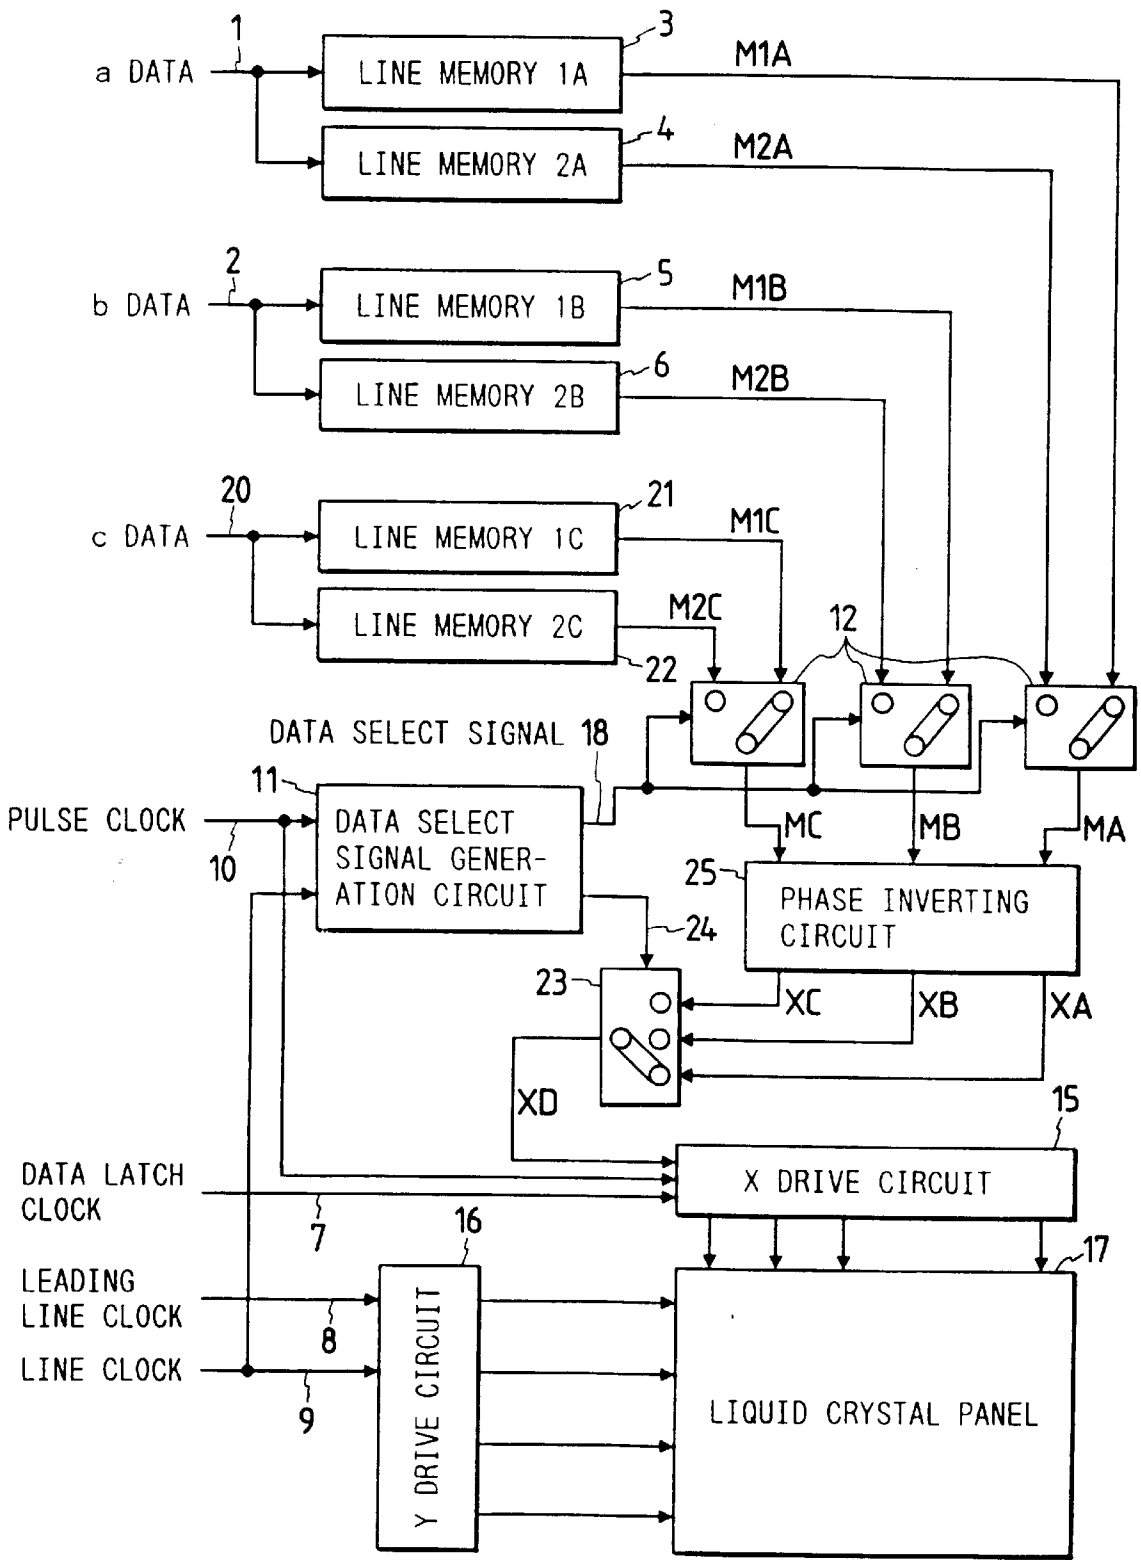 1
3
a DATA
LINE MEMORY 1A
M1A
4
LINE MEMORY 2A
M2A
2
5
b DATA
LINE MEMORY 1B
M1B
6
LINE MEMORY 2B
M2B
20
21
c DATA
LINE MEMORY 1C
M1C
LINE MEMORY 2C
M2C
22
12
DATA SELECT SIGNAL 18
11
PULSE CLOCK
10
DATA SELECT
SIGNAL GENER-
ATION CIRCUIT
MC
MB
MA
25
PHASE INVERTING
CIRCUIT
24
23
XC
XB
XA
XD
15
X DRIVE CIRCUIT
DATA LATCH
CLOCK
7
16
17
LEADING
LINE CLOCK
8
LINE CLOCK
9
Y DRIVE CIRCUIT
LIQUID CRYSTAL PANEL